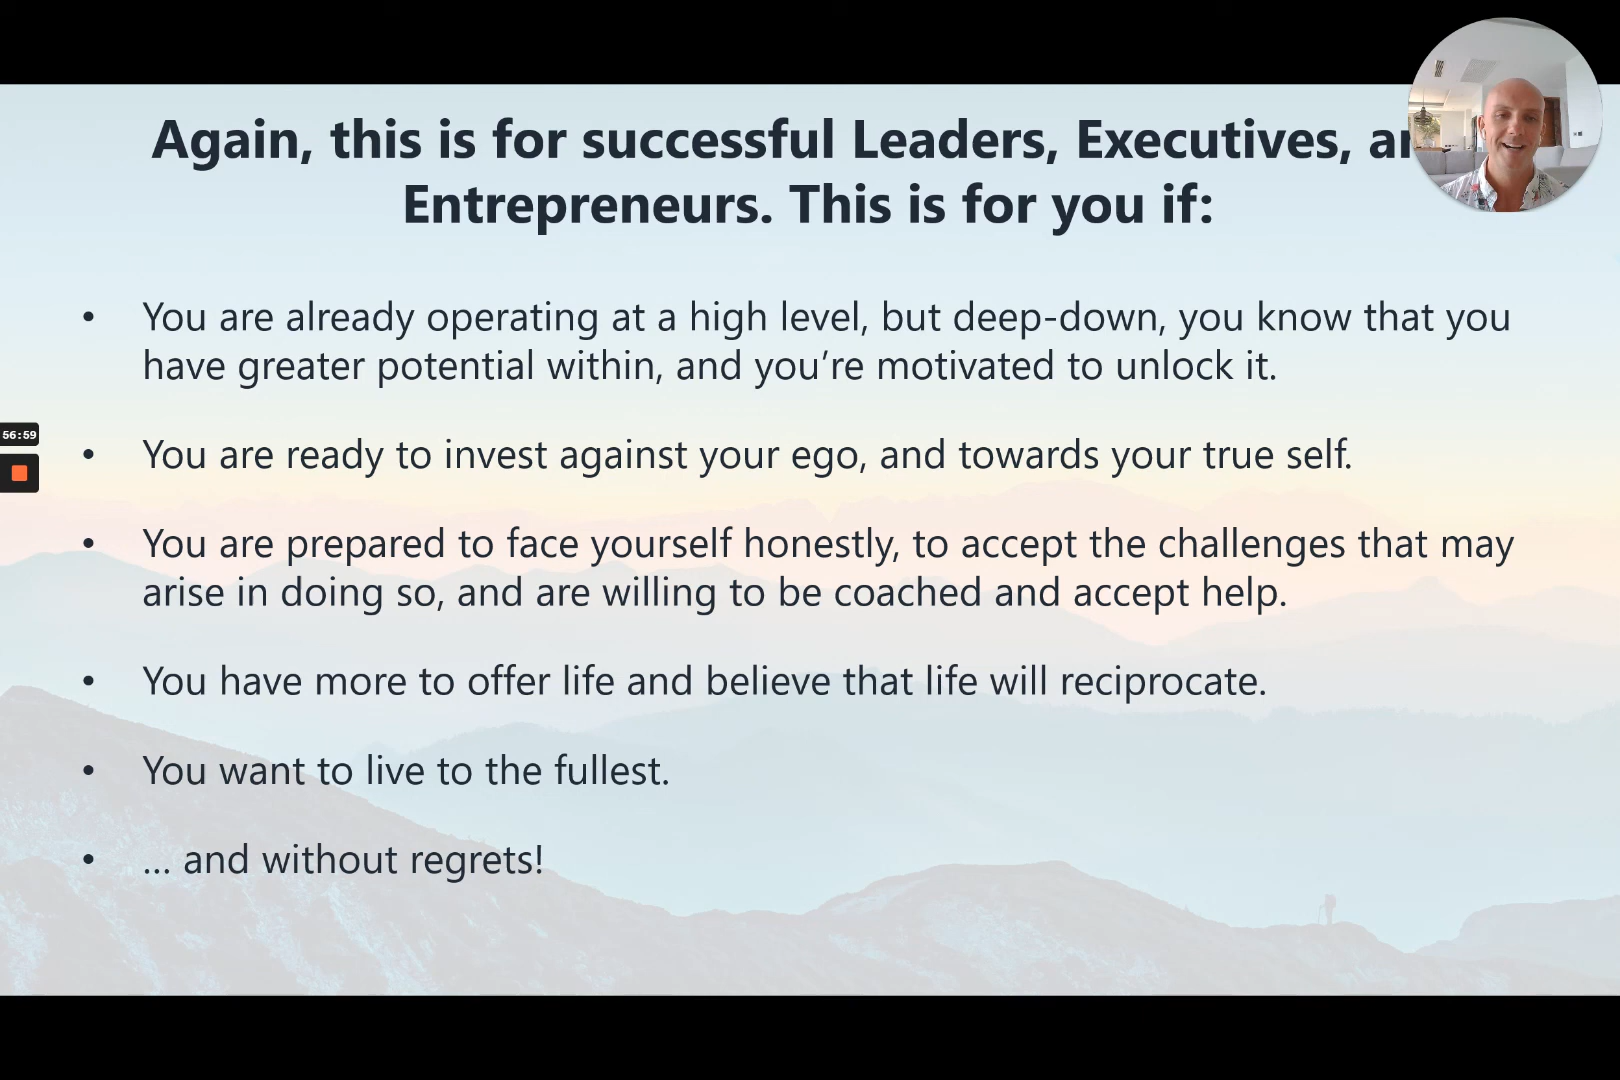 Again, this is for successful Leaders, Executives,
Entrepreneurs. This is for you if:
• You are already operating at a high level, but deep-down, you know that you
have greater potential within, and you’re motivated to unlock it.
56:59
• You are ready to invest against your ego, and towards your true self.
• You are prepared to face yourself honestly, to accept the challenges that may
arise in doing so, and are willing to be coached and accept help.
• You have more to offer life and believe that life will reciprocate.
• You want to live to the fullest.
• ... and without regrets!